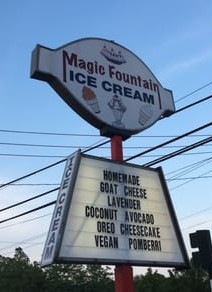 Magic Fountain
ICE CREAM
ICE CREAM
HOMEMADE
GOAT CHEESE
LAVENDER
COCONUT AVOCADO
OREO CHEESECAKE
VEGAN POMBERRI